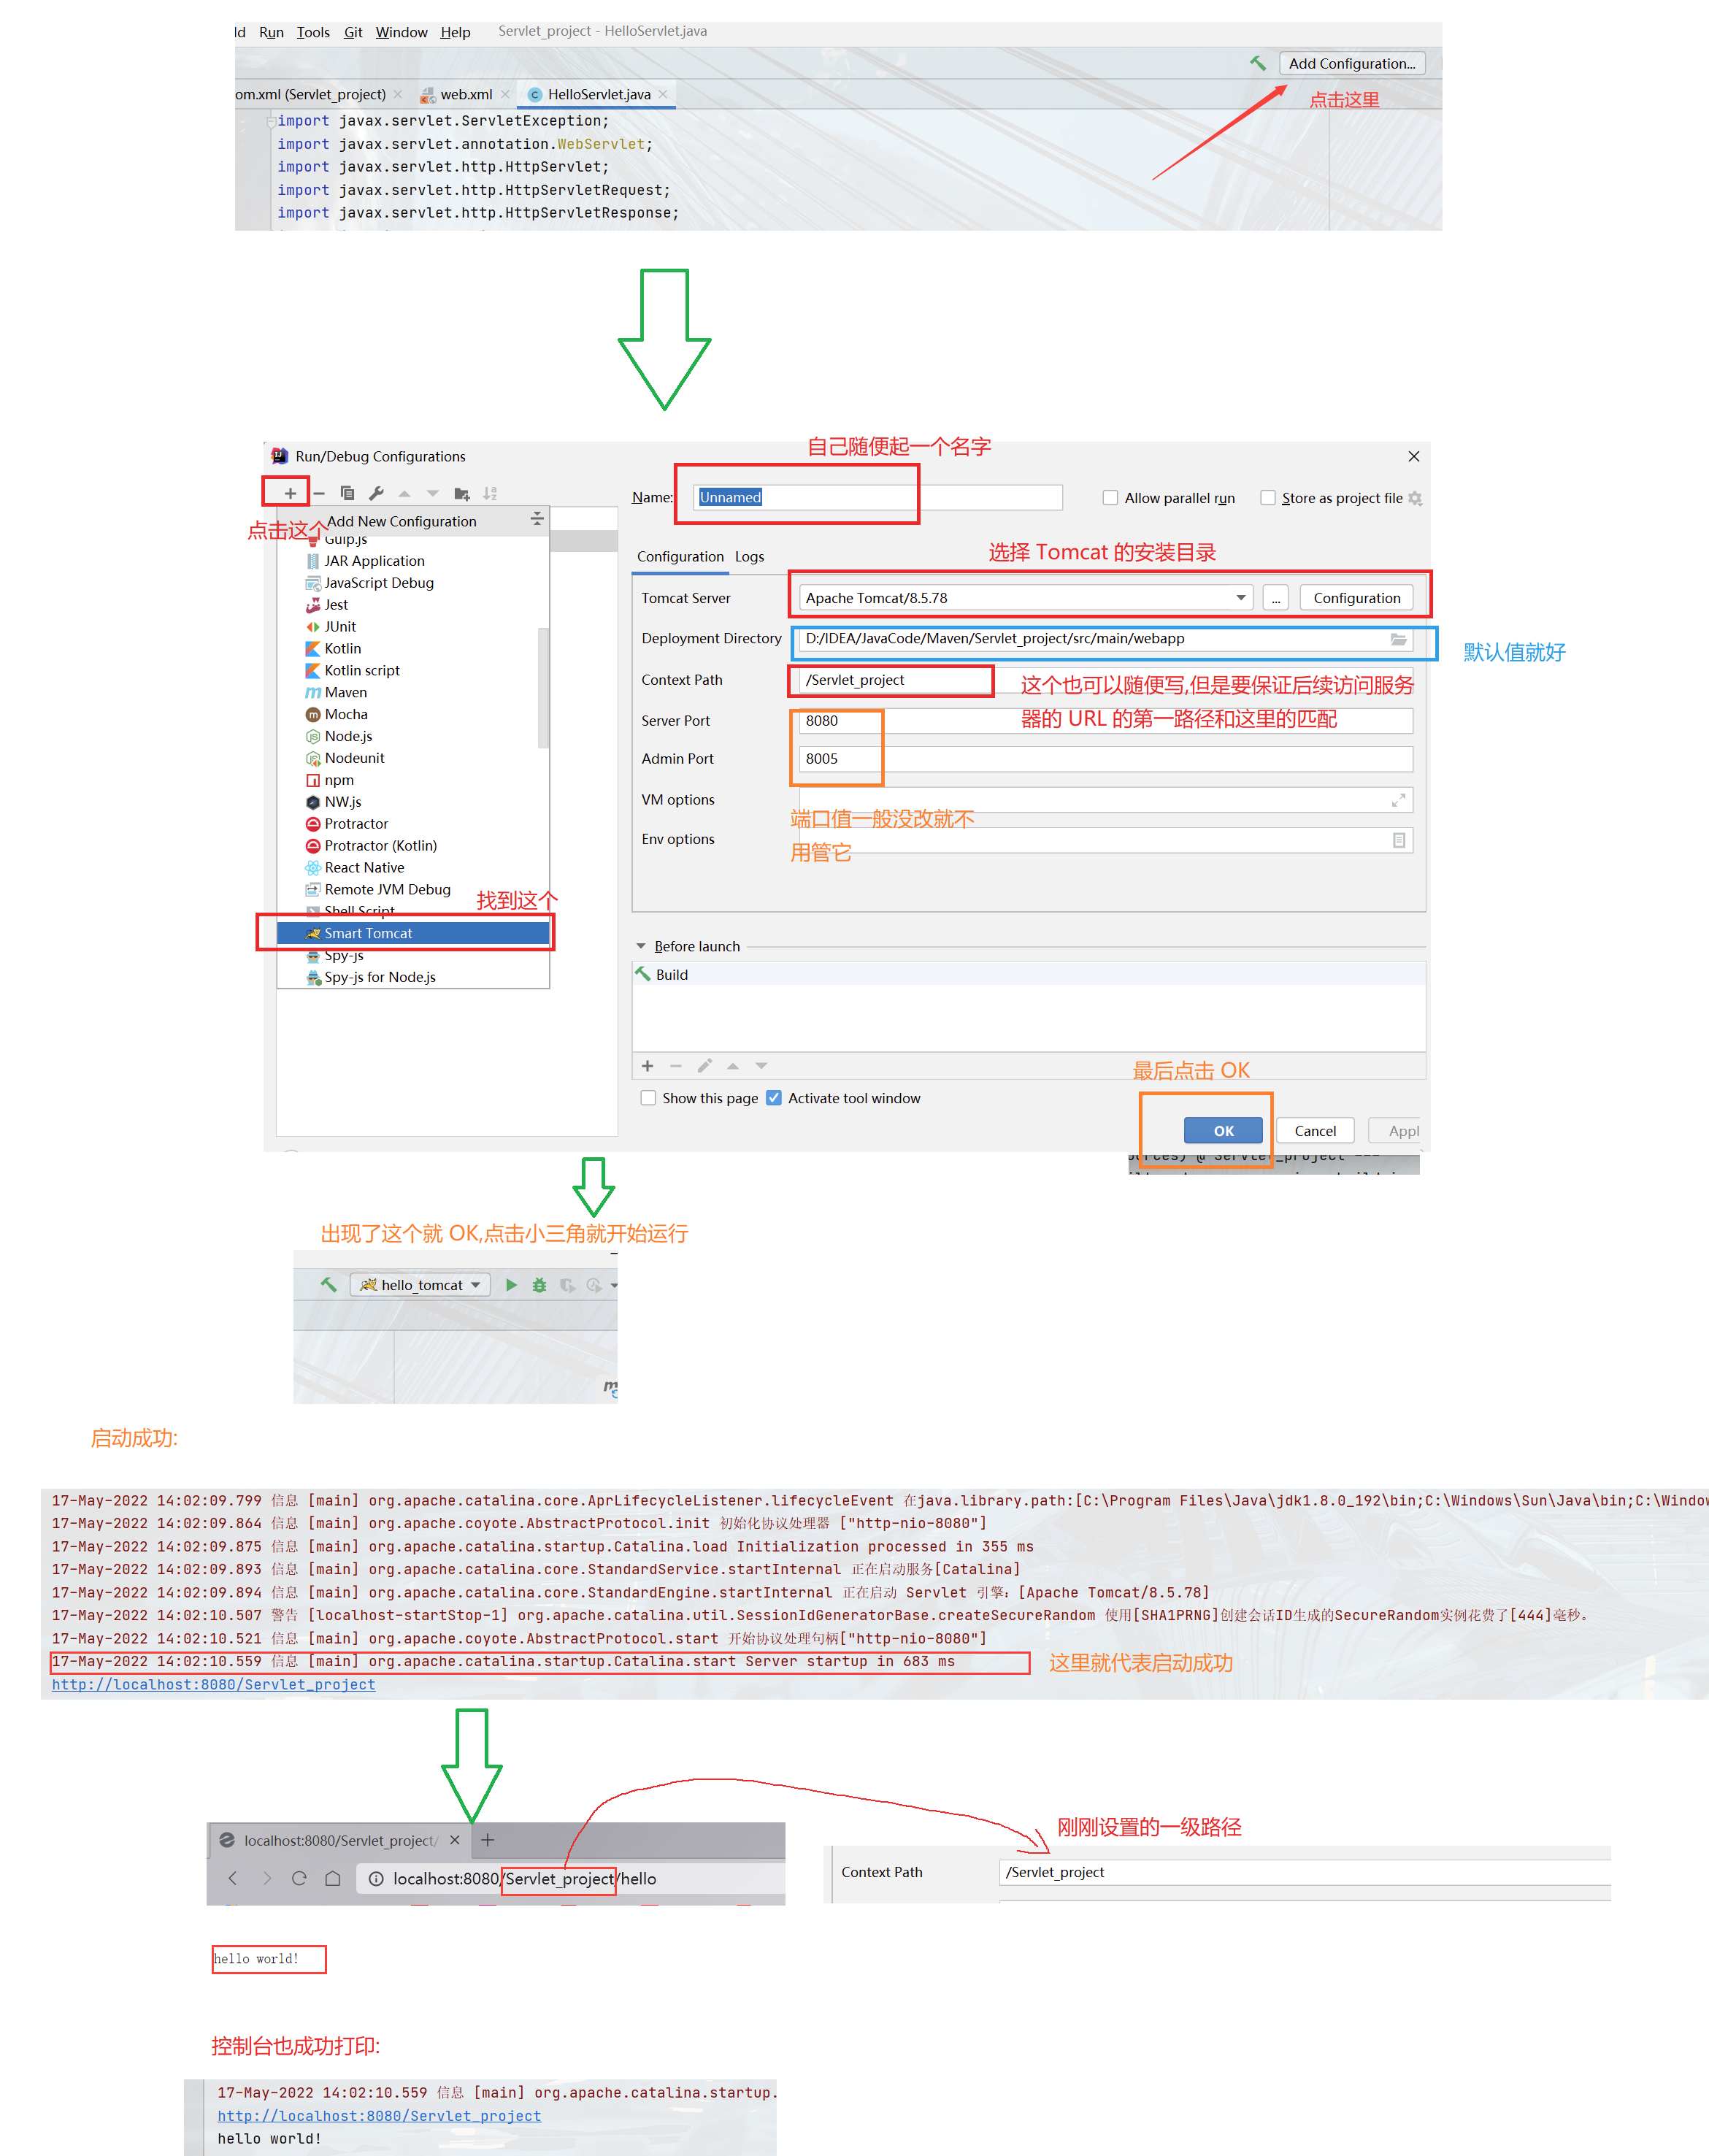 ld Run Tools Git Window Help Servlet_project - HelloServlet.java
Add Configuration...
om.xml (Servlet_project) web.xml HelloServlet.java
点击这里
import javax.servlet.ServletException;
import javax.servlet.annotation.WebServlet;
import javax.servlet.http.HttpServlet;
import javax.servlet.http.HttpServletRequest;
import javax.servlet.http.HttpServletResponse;
自己随便起一个名字
Run/Debug Configurations
Name: Unnamed Allow parallel run Store as project file
点击这个
Add New Configuration
Gulp.js
JAR Application
JavaScript Debug
Jest
JUnit
Kotlin
Kotlin script
Maven
Mocha
Node.js
Nodeunit
npm
NW.js
Protractor
Protractor (Kotlin)
React Native
Remote JVM Debug
Shell Script
找到这个
Smart Tomcat
Spy-js
Spy-js for Node.js
Configuration Logs
选择 Tomcat 的安装目录
Tomcat Server Apache Tomcat/8.5.78 ... Configuration
Deployment Directory D:/IDEA/JavaCode/Maven/Servlet_project/src/main/webapp
默认值就好
Context Path /Servlet_project
这个也可以随便写,但是要保证后续访问服务
器的 URL 的第一路径和这里的匹配
Server Port 8080
Admin Port 8005
VM options
端口值一般没改就不
用管它
Env options
Before launch
Build
最后点击 OK
Show this page Activate tool window
OK Cancel Appl
出现了这个就 OK,点击小三角就开始运行
hello_tomcat
启动成功:
17-May-2022 14:02:09.799 信息 [main] org.apache.catalina.core.AprLifecycleListener.lifecycleEvent 在java.library.path:[C:\Program Files\Java\jdk1.8.0_192\bin;C:\Windows\Sun\Java\bin;C:\Window
17-May-2022 14:02:09.864 信息 [main] org.apache.coyote.AbstractProtocol.init 初始化协议处理器 ["http-nio-8080"]
17-May-2022 14:02:09.875 信息 [main] org.apache.catalina.startup.Catalina.load Initialization processed in 355 ms
17-May-2022 14:02:09.893 信息 [main] org.apache.catalina.core.StandardService.startInternal 正在启动服务[Catalina]
17-May-2022 14:02:09.894 信息 [main] org.apache.catalina.core.StandardEngine.startInternal 正在启动 Servlet 引擎：[Apache Tomcat/8.5.78]
17-May-2022 14:02:10.507 警告 [localhost-startStop-1] org.apache.catalina.util.SessionIdGeneratorBase.createSecureRandom 使用[SHA1PRNG]创建会话ID生成的SecureRandom实例花费了[444]毫秒。
17-May-2022 14:02:10.521 信息 [main] org.apache.coyote.AbstractProtocol.start 开始协议处理句柄["http-nio-8080"]
17-May-2022 14:02:10.559 信息 [main] org.apache.catalina.startup.Catalina.start Server startup in 683 ms
这里就代表启动成功
http://localhost:8080/Servlet_project
localhost:8080/Servlet_project/
localhost:8080/Servlet_project/hello
刚刚设置的一级路径
Context Path /Servlet_project
hello world!
控制台也成功打印:
17-May-2022 14:02:10.559 信息 [main] org.apache.catalina.startup.
http://localhost:8080/Servlet_project
hello world!